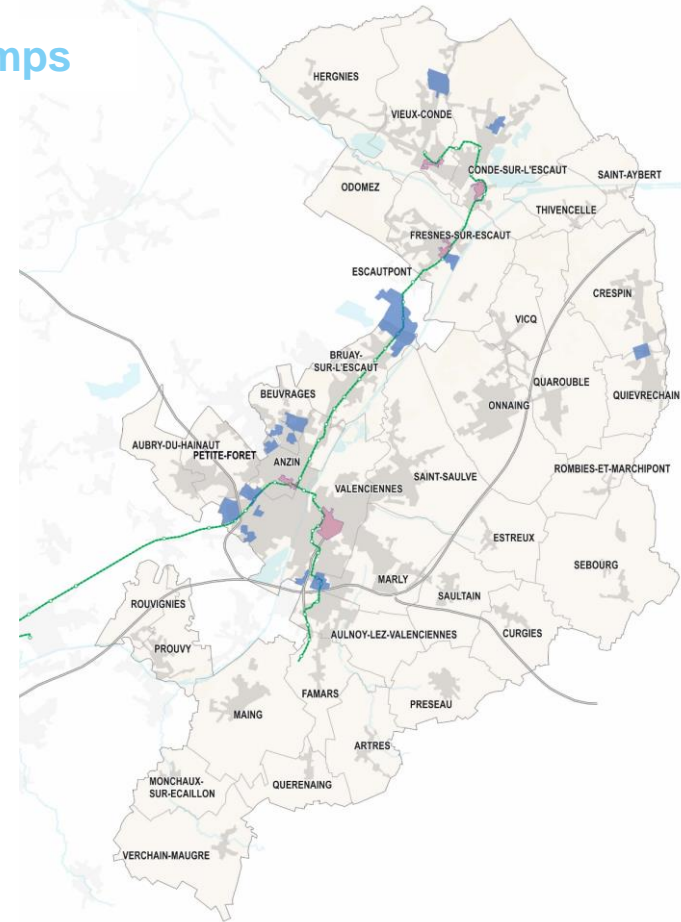 mps
HERGNIES
VIEUX-CONDE
CONDE-SUR-L'ESCAUT
SAINT-AYBERT
ODOMEZ
THIVENCELLE
FRESNES-SUR-ESCAUT
ESCAUTPONT
CRESPIN
VICQ
BRUAY-
SUR-L'ESCAUT
QUAROUBLE
BEUVRAGES
QUIEVRECHAIN
ONNAING
AUBRY-DU-HAINAUT
PETITE-FORET
ANZIN
ROMBIES-ET-MARCHIPONT
SAINT-SAULVE
VALENCIENNES
ESTREUX
SEBOURG
MARLY
SAULTAIN
ROUVIGNIES
CURGIES
AULNOY-LEZ-VALENCIENNES
PROUVY
FAMARS
PRESEAU
MAING
ARTRES
MONCHAUX-
SUR-ECAILLON
QUERENAING
VERCHAIN-MAUGRE